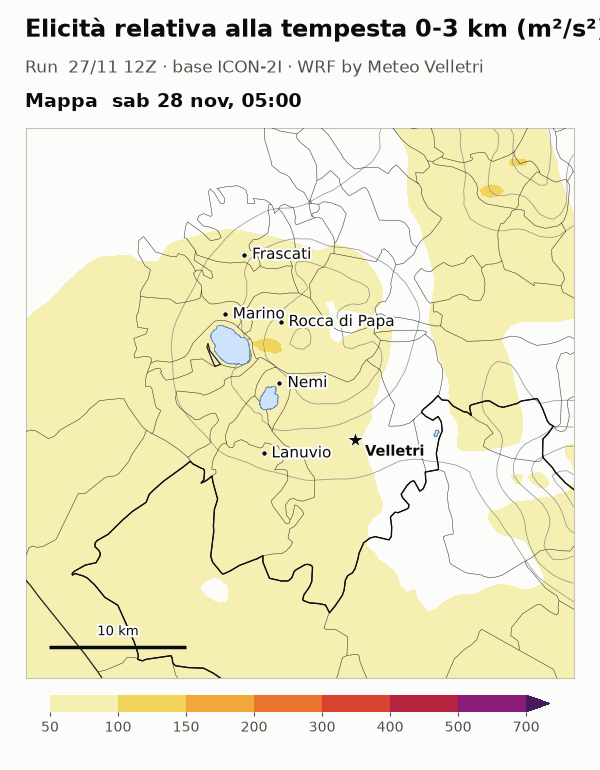 Elicità relativa alla tempesta 0-3 km (m²/s²)
Run  27/11 12Z · base ICON-2I · WRF by Meteo Velletri
Mappa  sab 28 nov, 05:00
Frascati
Marino
Rocca di Papa
Nemi
Velletri
Lanuvio
10 km
50 100 150 200 300 400 500 700